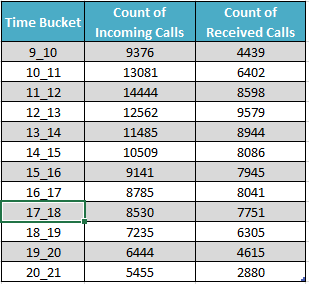 Time Bucket Count of Incoming Calls Count of Received Calls
9_10 9376 4439
10_11 13081 6402
11_12 14444 8598
12_13 12562 9579
13_14 11485 8944
14_15 10509 8086
15_16 9141 7945
16_17 8785 8041
17_18 8530 7751
18_19 7235 6305
19_20 6444 4615
20_21 5455 2880